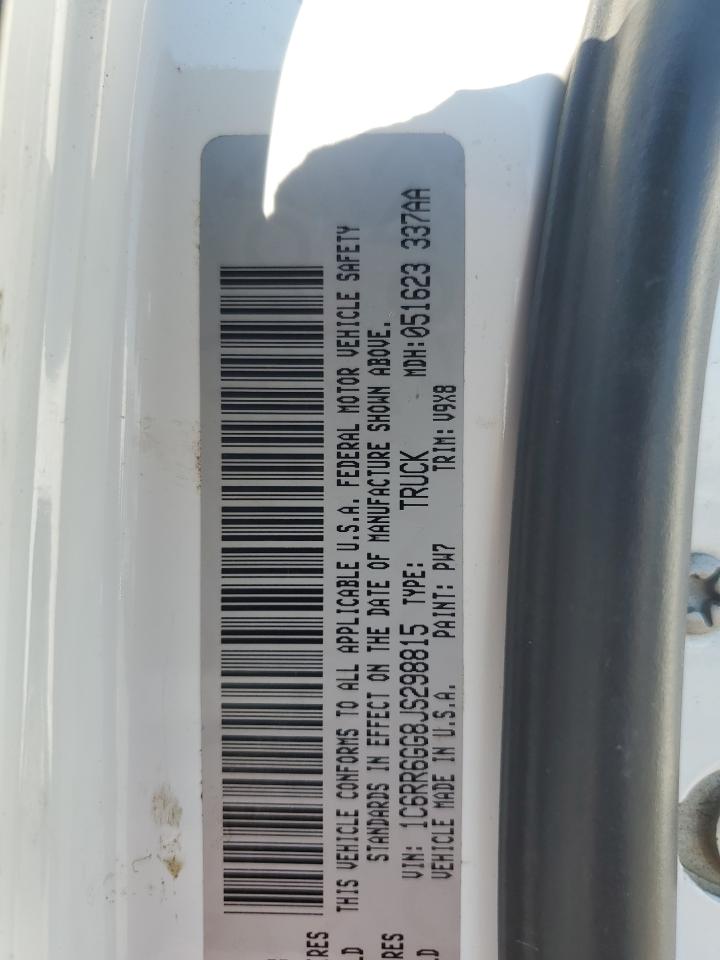 THIS VEHICLE CONFORMS TO ALL APPLICABLE U.S.A. FEDERAL MOTOR VEHICLE SAFETY
STANDARDS IN EFFECT ON THE DATE OF MANUFACTURE SHOWN ABOVE.
VIN: 1C6RR6GG8JS298815 TYPE: TRUCK MDH:051623 337AA
VEHICLE MADE IN U.S.A. PAINT: PW7 TRIM: V9X8